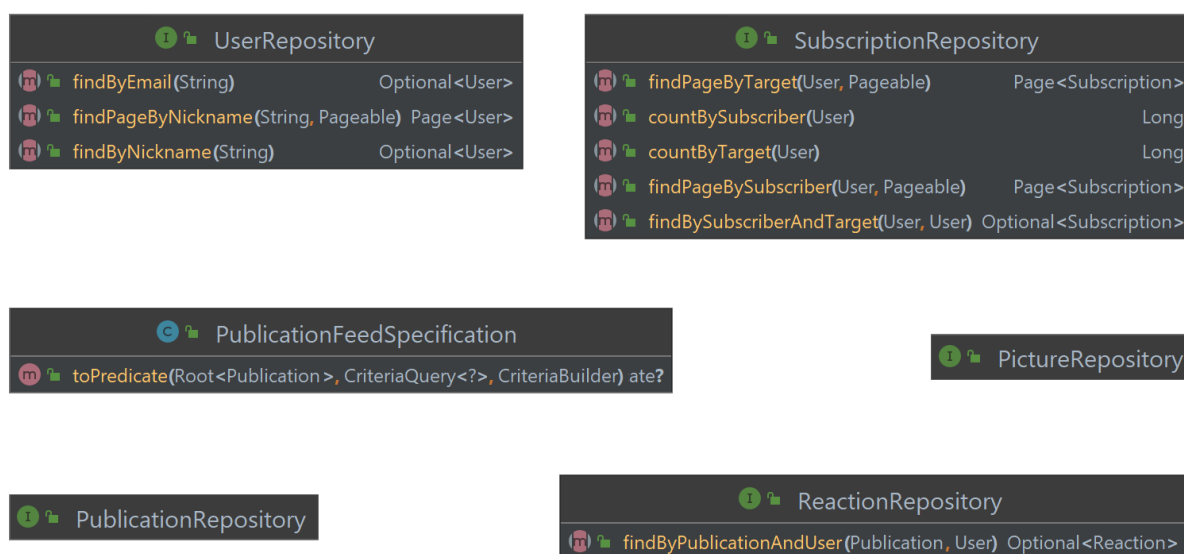 UserRepository
findByEmail(String) Optional<User>
findPageByNickname(String, Pageable) Page<User>
findByNickname(String) Optional<User>
SubscriptionRepository
findPageByTarget(User, Pageable) Page<Subscription>
countBySubscriber(User) Long
countByTarget(User) Long
findPageBySubscriber(User, Pageable) Page<Subscription>
findBySubscriberAndTarget(User, User) Optional<Subscription>
PublicationFeedSpecification
toPredicate(Root<Publication>, CriteriaQuery<?>, CriteriaBuilder) ate?
PictureRepository
PublicationRepository
ReactionRepository
findByPublicationAndUser(Publication, User) Optional<Reaction>